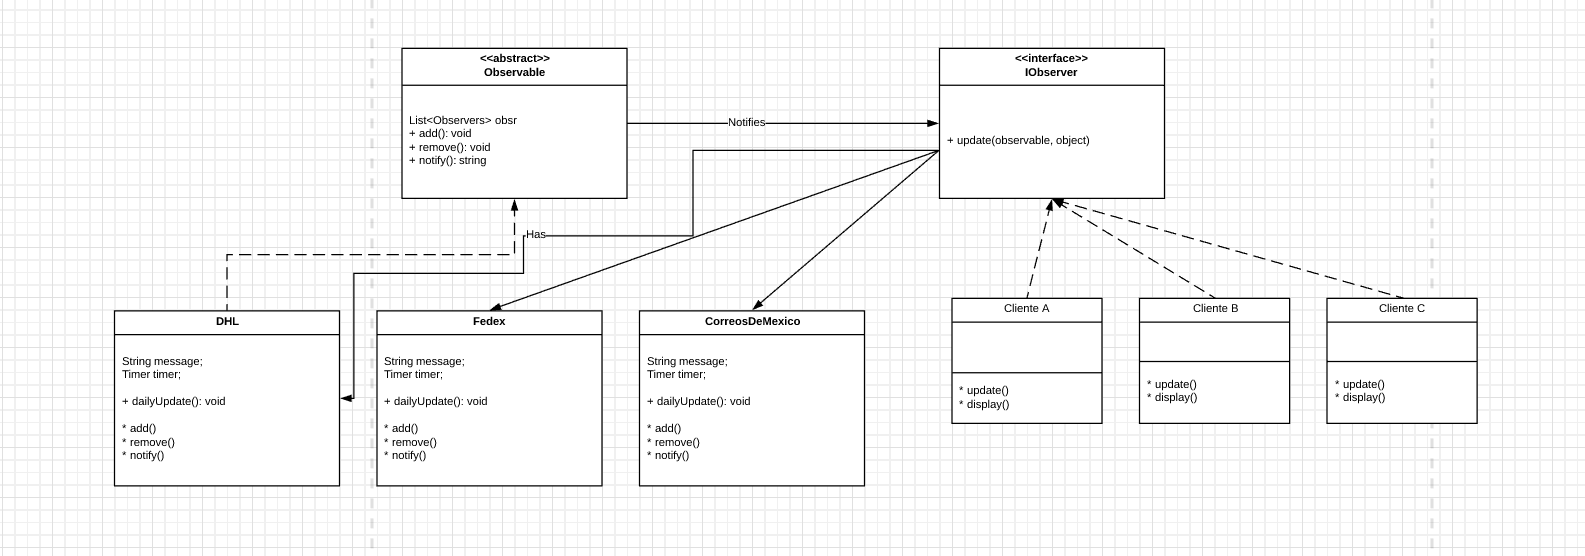 <<abstract>>
Observable
List<Observers> obsr
+ add(): void
+ remove(): void
+ notify(): string
Notifies
<<interface>>
IObserver
+ update(observable, object)
Has
DHL
String message;
Timer timer;
+ dailyUpdate(): void
* add()
* remove()
* notify()
Fedex
String message;
Timer timer;
+ dailyUpdate(): void
* add()
* remove()
* notify()
CorreosDeMexico
String message;
Timer timer;
+ dailyUpdate(): void
* add()
* remove()
* notify()
Cliente A
* update()
* display()
Cliente B
* update()
* display()
Cliente C
* update()
* display()